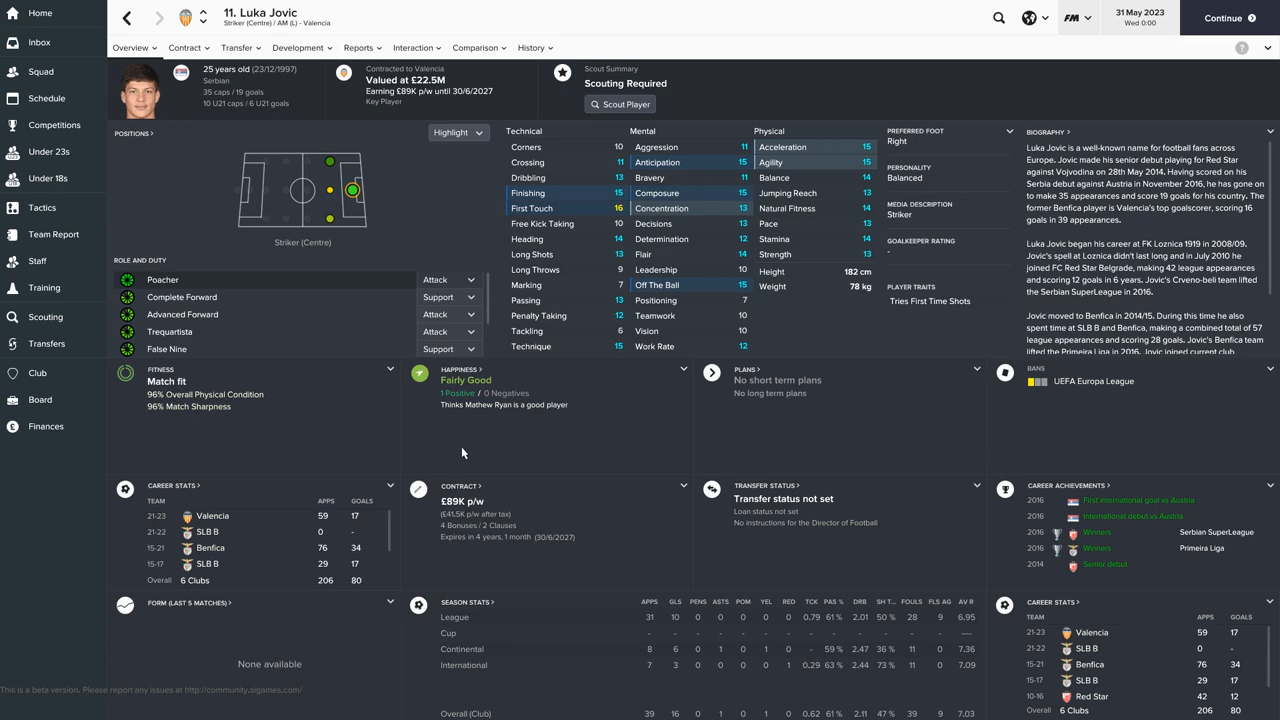 Home
Inbox
Squad
Schedule
Competitions
Under 23s
Under 18s
Tactics
Team Report
Staff
Training
Scouting
Transfers
Club
Board
Finances
11. Luka Jovic
Striker (Centre) / AM (L) - Valencia
FM
31 May 2023
Wed 0:00
Continue
Overview Contract Transfer Development Reports Interaction Comparison History
?
25 years old (23/12/1997)
Serbian
35 caps / 19 goals
10 U21 caps / 6 U21 goals
Contracted to Valencia
Valued at £22.5M
Earning £89K p/w until 30/6/2027
Key Player
Scout Summary
Scouting Required
Scout Player
POSITIONS
Highlight
Striker (Centre)
ROLE AND DUTY
Poacher Attack
Complete Forward Support
Advanced Forward Attack
Trequartista Attack
False Nine Support
Technical
Corners 10
Crossing 11
Dribbling 13
Finishing 15
First Touch 16
Free Kick Taking 10
Heading 14
Long Shots 13
Long Throws 9
Marking 7
Passing 13
Penalty Taking 12
Tackling 6
Technique 15
Mental
Aggression 11
Anticipation 15
Bravery 11
Composure 15
Concentration 13
Decisions 13
Determination 12
Flair 14
Leadership 10
Off The Ball 15
Positioning 7
Teamwork 10
Vision 10
Work Rate 12
Physical
Acceleration 15
Agility 15
Balance 14
Jumping Reach 13
Natural Fitness 14
Pace 13
Stamina 14
Strength 13
Height 182 cm
Weight 78 kg
PREFERRED FOOT
Right
PERSONALITY
Balanced
MEDIA DESCRIPTION
Striker
GOALKEEPER RATING
-
PLAYER TRAITS
Tries First Time Shots
BIOGRAPHY
Luka Jovic is a well-known name for football fans across
Europe. Jovic made his senior debut playing for Red Star
against Vojvodina on 28th May 2014. Having scored on his
Serbia debut against Austria in November 2016, he has gone on
to make 35 appearances and score 19 goals for his country. The
former Benfica player is Valencia's top goalscorer, scoring 16
goals in 39 appearances.
Luka Jovic began his career at FK Loznica 1919 in 2008/09.
Jovic's spell at Loznica didn't last long and in July 2010 he
joined FC Red Star Belgrade, making 42 league appearances
and scoring 12 goals in 6 years. Jovic's Crveno-beli team lifted
the Serbian SuperLeague in 2016.
Jovic moved to Benfica in 2014/15. During this time he also
spent time at SLB B and Benfica, making a combined total of 57
league appearances and scoring 28 goals. Jovic's Benfica team
lifted the Primeira Liga in 2016. Jovic joined current club
FITNESS
Match fit
96% Overall Physical Condition
96% Match Sharpness
HAPPINESS
Fairly Good
1 Positive / 0 Negatives
Thinks Mathew Ryan is a good player
PLANS
No short term plans
No long term plans
BANS
UEFA Europa League
CAREER STATS
TEAM APPS GOALS
21-23 Valencia 59 17
21-22 SLB B 0 -
15-21 Benfica 76 34
15-17 SLB B 29 17
Overall 6 Clubs 206 80
CONTRACT
£89K p/w
(£41.5K p/w after tax)
4 Bonuses / 2 Clauses
Expires in 4 years, 1 month (30/6/2027)
TRANSFER STATUS
Transfer status not set
Loan status not set
No instructions for the Director of Football
CAREER ACHIEVEMENTS
2016 First international goal vs Austria
2016 International debut vs Austria
2016 Winners Serbian SuperLeague
2016 Winners Primeira Liga
2014 Senior debut
FORM (LAST 5 MATCHES)
None available
SEASON STATS APPS GLS PENS ASTS POM YEL RED TCK PAS % DRB SH T... FOULS FLS AG AV R
League 31 10 0 0 0 0 0 0.79 61 % 2.01 50 % 28 9 6.95
Cup - - - - - - - - - - - - - ----
Continental 8 6 0 1 0 1 0 - 59 % 2.47 36 % 11 0 7.36
International 7 3 0 0 0 0 1 0.29 63 % 2.44 73 % 11 0 7.09
Overall (Club) 39 16 0 1 0 1 0 0.62 61 % 2.11 47 % 39 9 7.03
CAREER STATS
TEAM APPS GOALS
21-23 Valencia 59 17
21-22 SLB B 0 -
15-21 Benfica 76 34
15-17 SLB B 29 17
10-16 Red Star 42 12
Overall 6 Clubs 206 80
This is a beta version. Please report any issues at http://community.sigames.com/